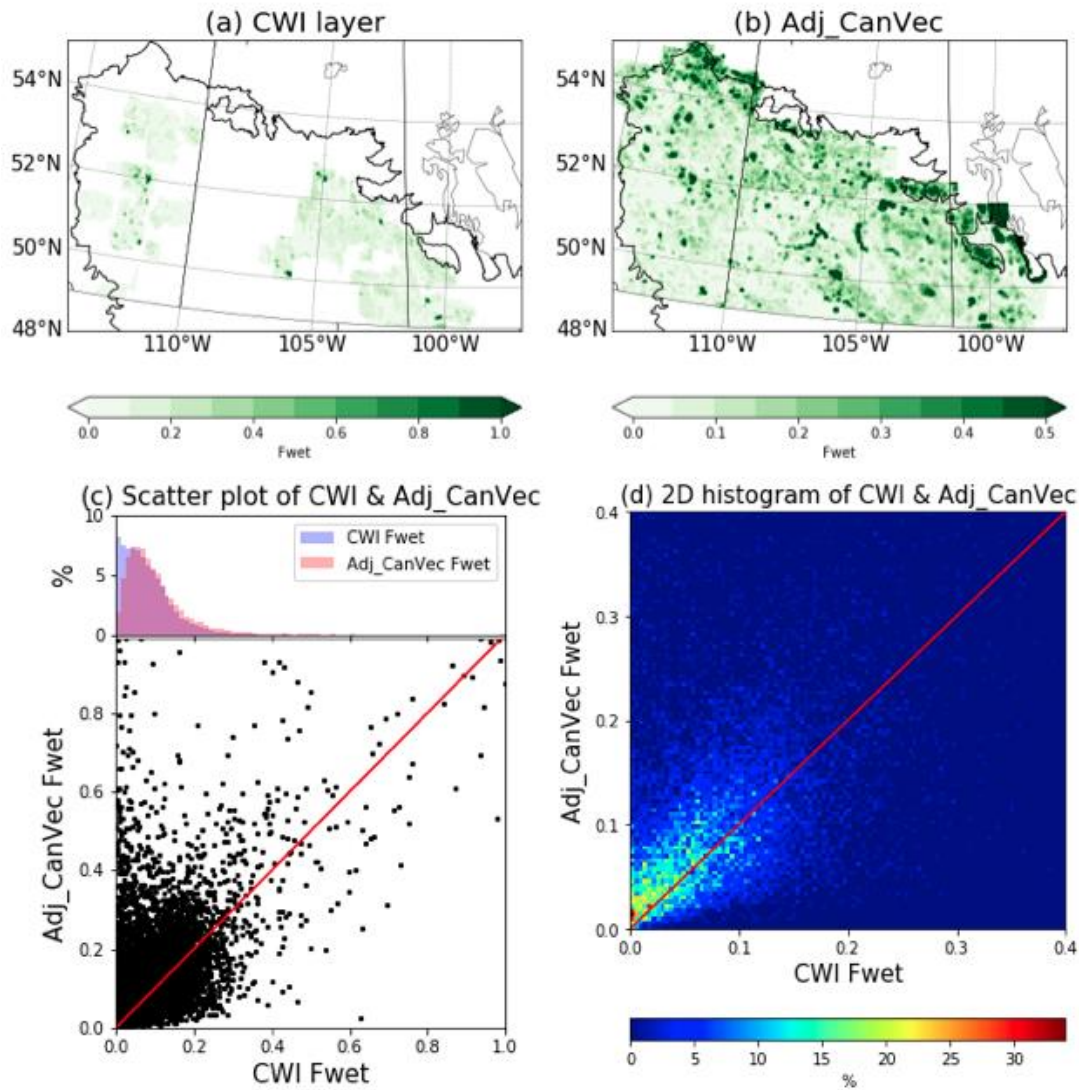 (a) CWI layer
(b) Adj_CanVec
54°N
52°N
50°N
48°N
110°W 105°W 100°W
54°N
52°N
50°N
48°N
110°W 105°W 100°W
0.0 0.2 0.4 0.6 0.8 1.0
Fwet
0.0 0.1 0.2 0.3 0.4 0.5
Fwet
(c) Scatter plot of CWI & Adj_CanVec
10
5
0
%
CWI Fwet
Adj_CanVec Fwet
0.8
0.6
0.4
0.2
0.0
Adj_CanVec Fwet
0.0 0.2 0.4 0.6 0.8 1.0
CWI Fwet
(d) 2D histogram of CWI & Adj_CanVec
0.4
0.3
0.2
0.1
0.0
Adj_CanVec Fwet
0.0 0.1 0.2 0.3 0.4
CWI Fwet
0 5 10 15 20 25 30
%